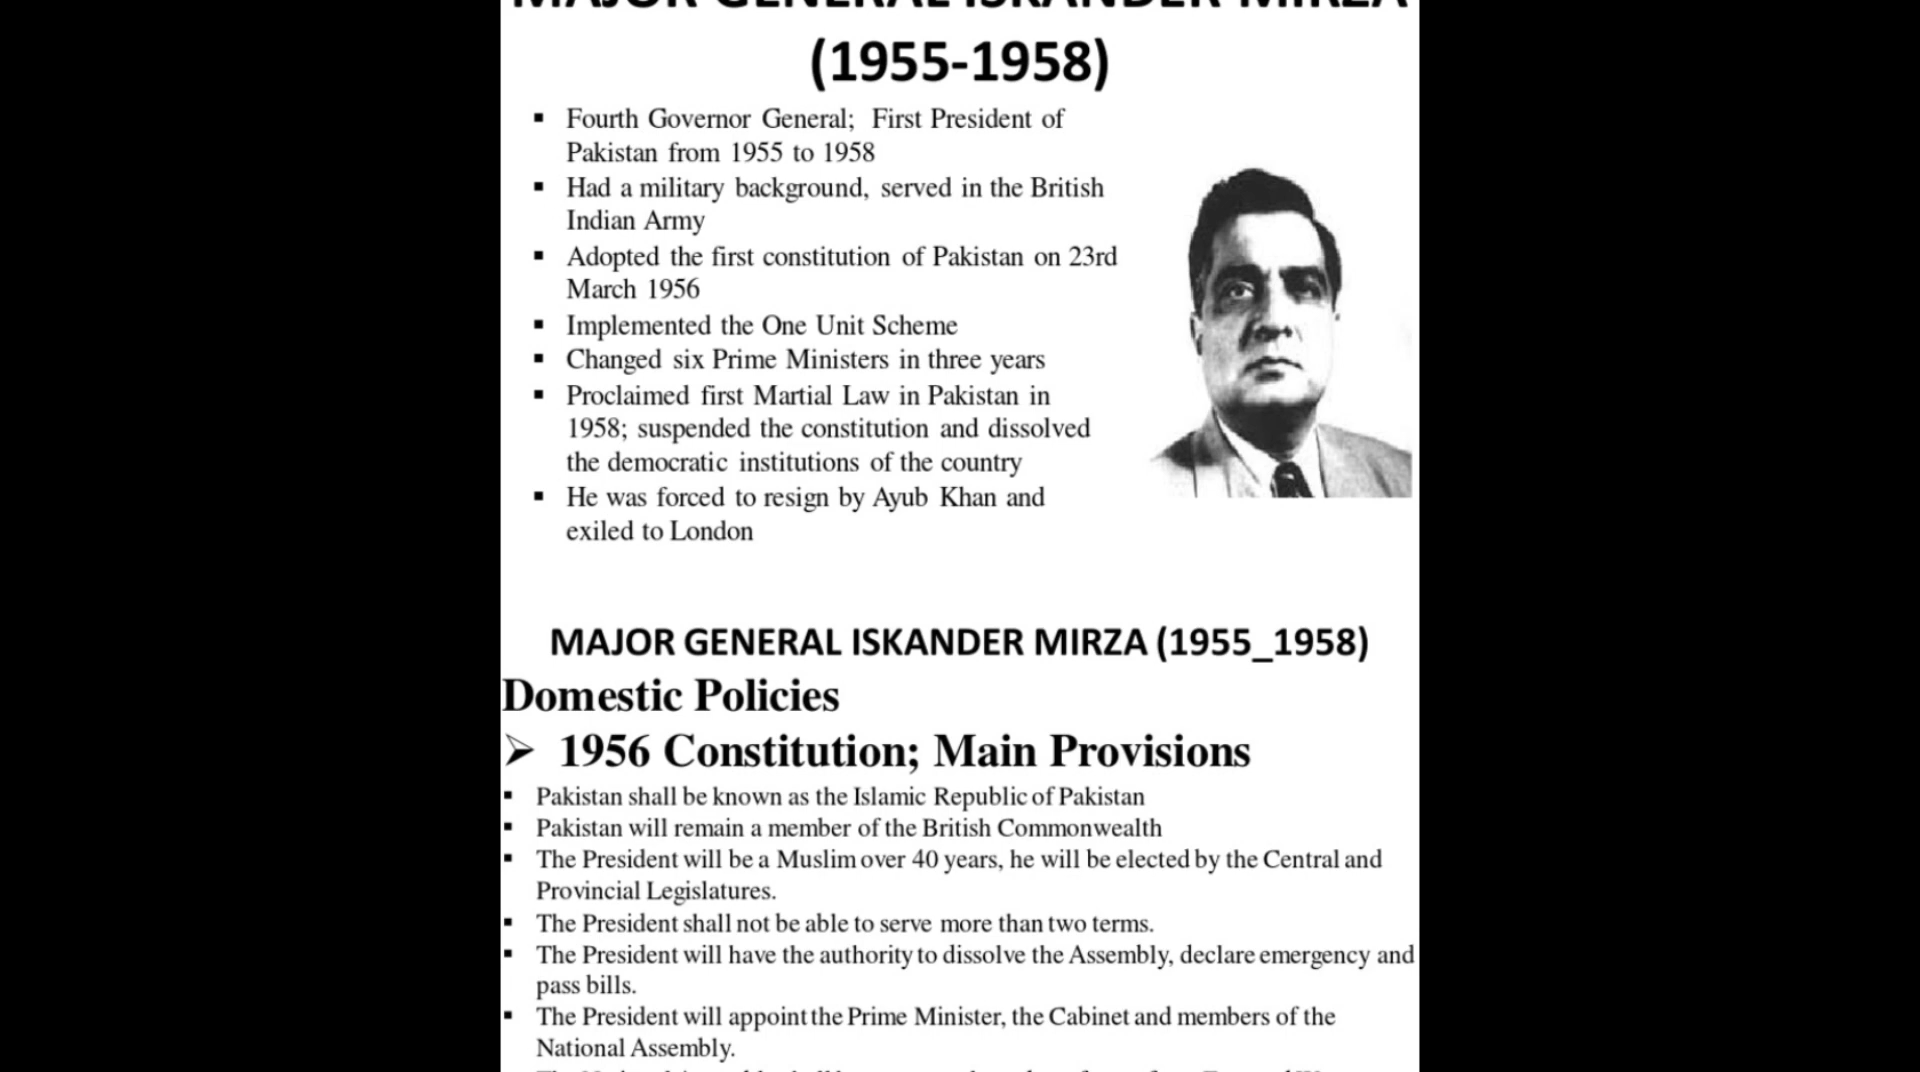 MAJOR GENERAL ISKANDER MIRZA
(1955-1958)
▪ Fourth Governor General; First President of
Pakistan from 1955 to 1958
▪ Had a military background, served in the British
Indian Army
▪ Adopted the first constitution of Pakistan on 23rd
March 1956
▪ Implemented the One Unit Scheme
▪ Changed six Prime Ministers in three years
▪ Proclaimed first Martial Law in Pakistan in
1958; suspended the constitution and dissolved
the democratic institutions of the country
▪ He was forced to resign by Ayub Khan and
exiled to London
MAJOR GENERAL ISKANDER MIRZA (1955_1958)
Domestic Policies
➢ 1956 Constitution; Main Provisions
▪ Pakistan shall be known as the Islamic Republic of Pakistan
▪ Pakistan will remain a member of the British Commonwealth
▪ The President will be a Muslim over 40 years, he will be elected by the Central and
Provincial Legislatures.
▪ The President shall not be able to serve more than two terms.
▪ The President will have the authority to dissolve the Assembly, declare emergency and
pass bills.
▪ The President will appoint the Prime Minister, the Cabinet and members of the
National Assembly.